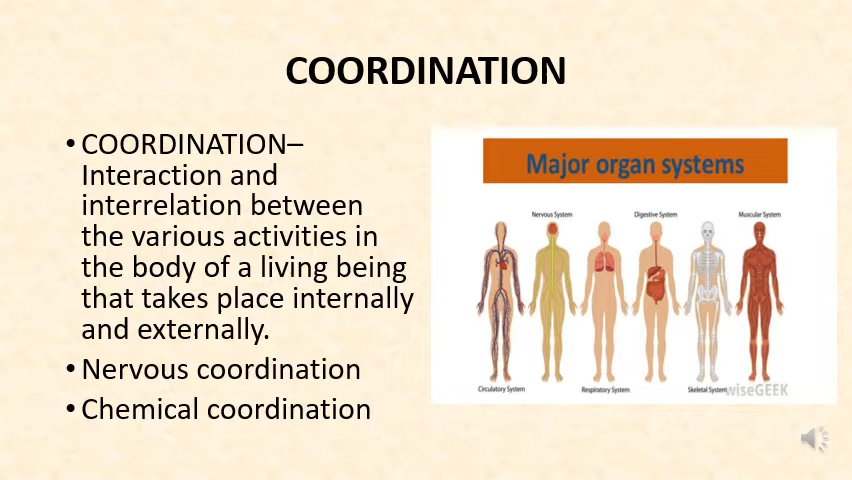 COORDINATION
• COORDINATION–
Interaction and
interrelation between
the various activities in
the body of a living being
that takes place internally
and externally.
• Nervous coordination
• Chemical coordination
Major organ systems
Nervous System
Digestive System
Muscular System
Circulatory System
Respiratory System
Skeletal System
wiseGEEK